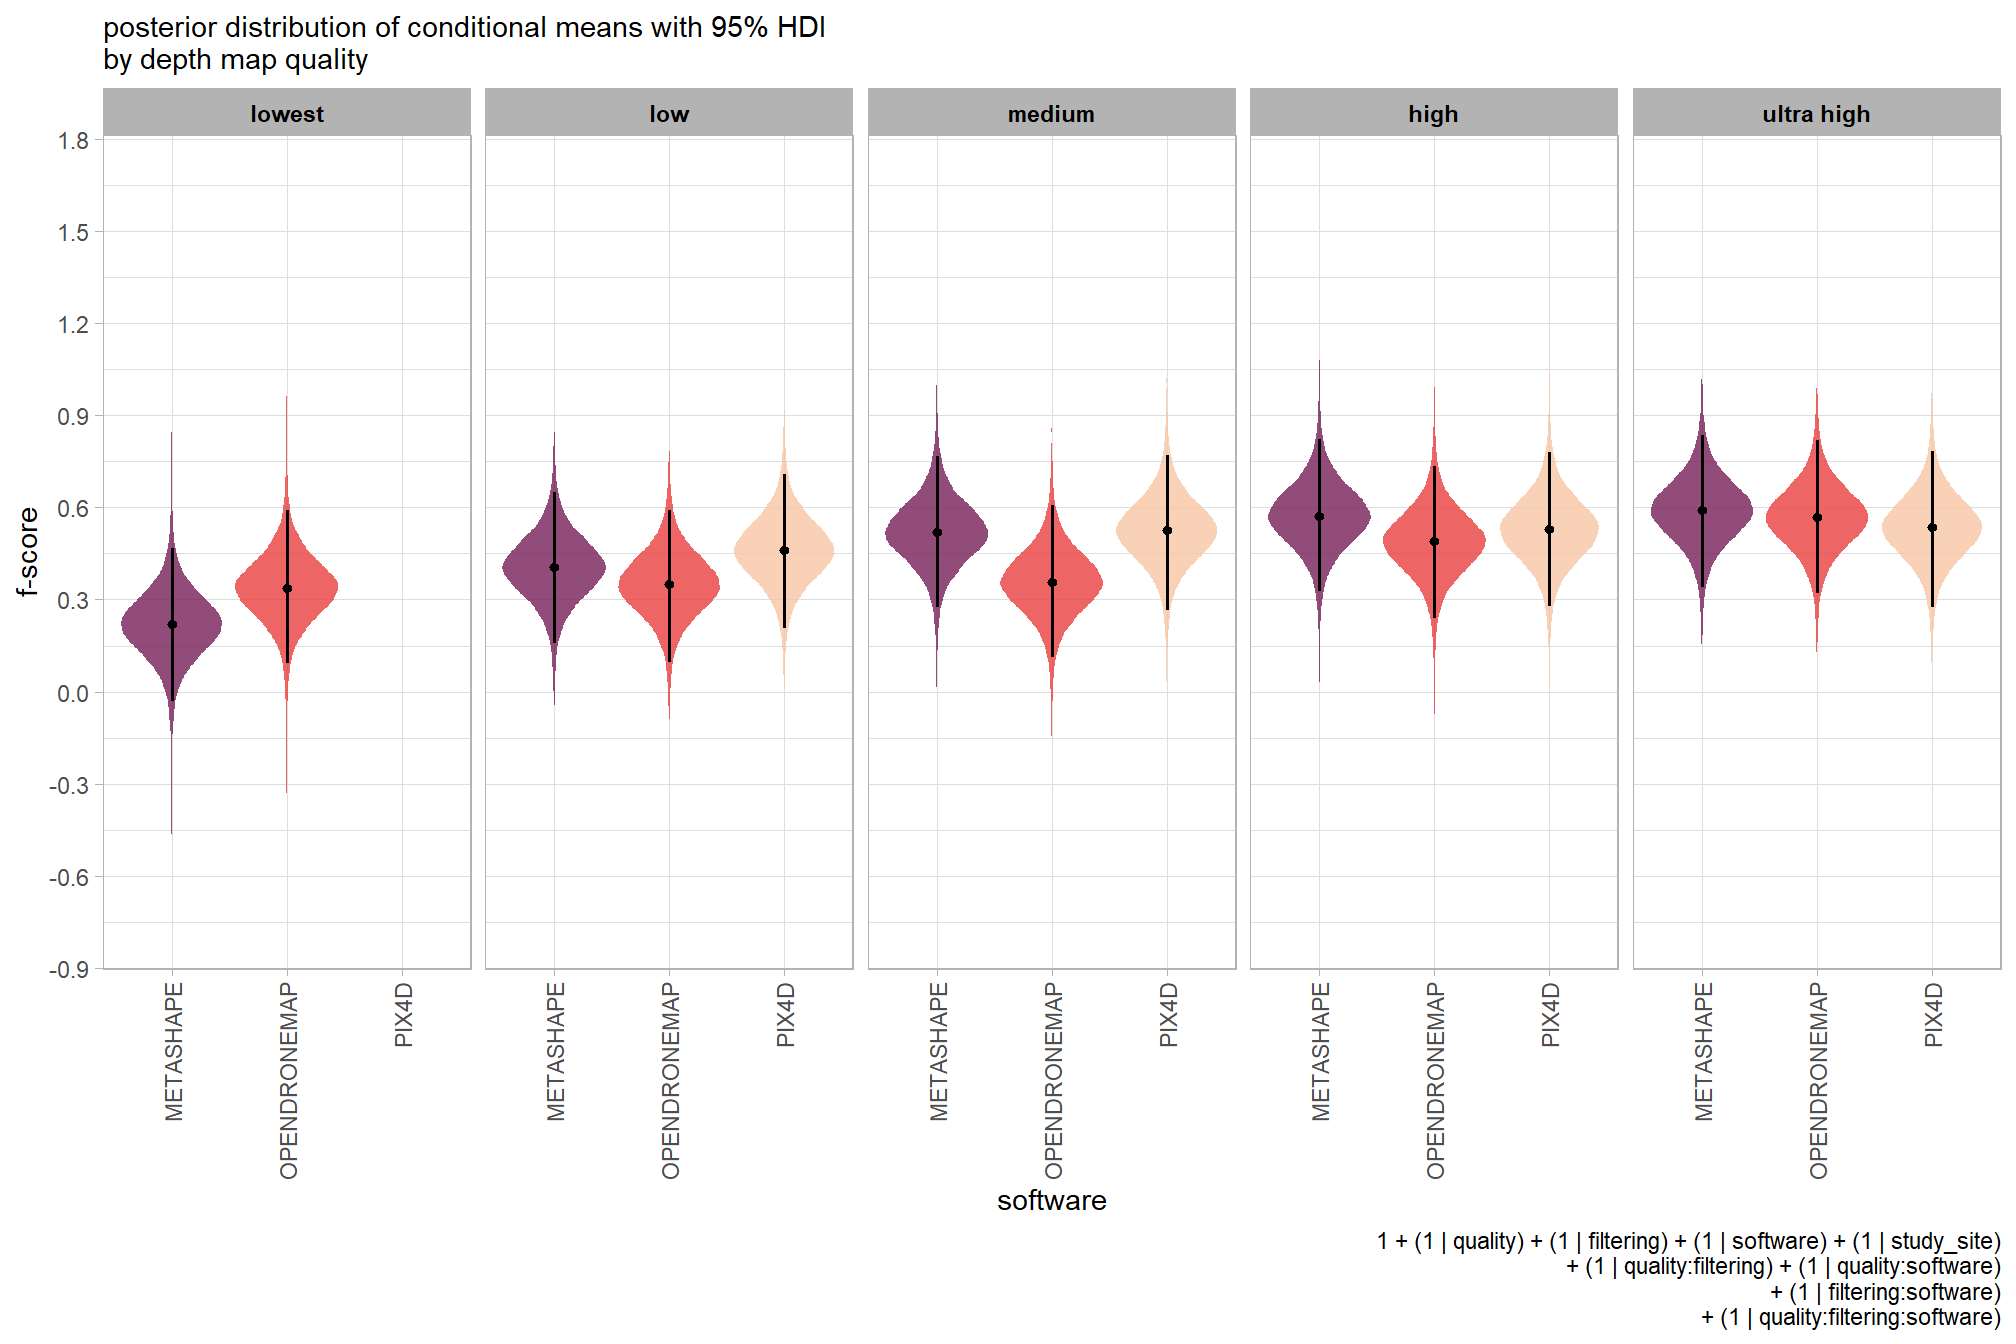 posterior distribution of conditional means with 95% HDI
by depth map quality
lowest
low
medium
high
ultra high
1.8
1.5
1.2
0.9
0.6
0.3
0.0
-0.3
-0.6
-0.9
f-score
METASHAPE
OPENDRONEMAP
PIX4D
METASHAPE
OPENDRONEMAP
PIX4D
METASHAPE
OPENDRONEMAP
PIX4D
METASHAPE
OPENDRONEMAP
PIX4D
METASHAPE
OPENDRONEMAP
PIX4D
software
1 + (1 | quality) + (1 | filtering) + (1 | software) + (1 | study_site)
+ (1 | quality:filtering) + (1 | quality:software)
+ (1 | filtering:software)
+ (1 | quality:filtering:software)